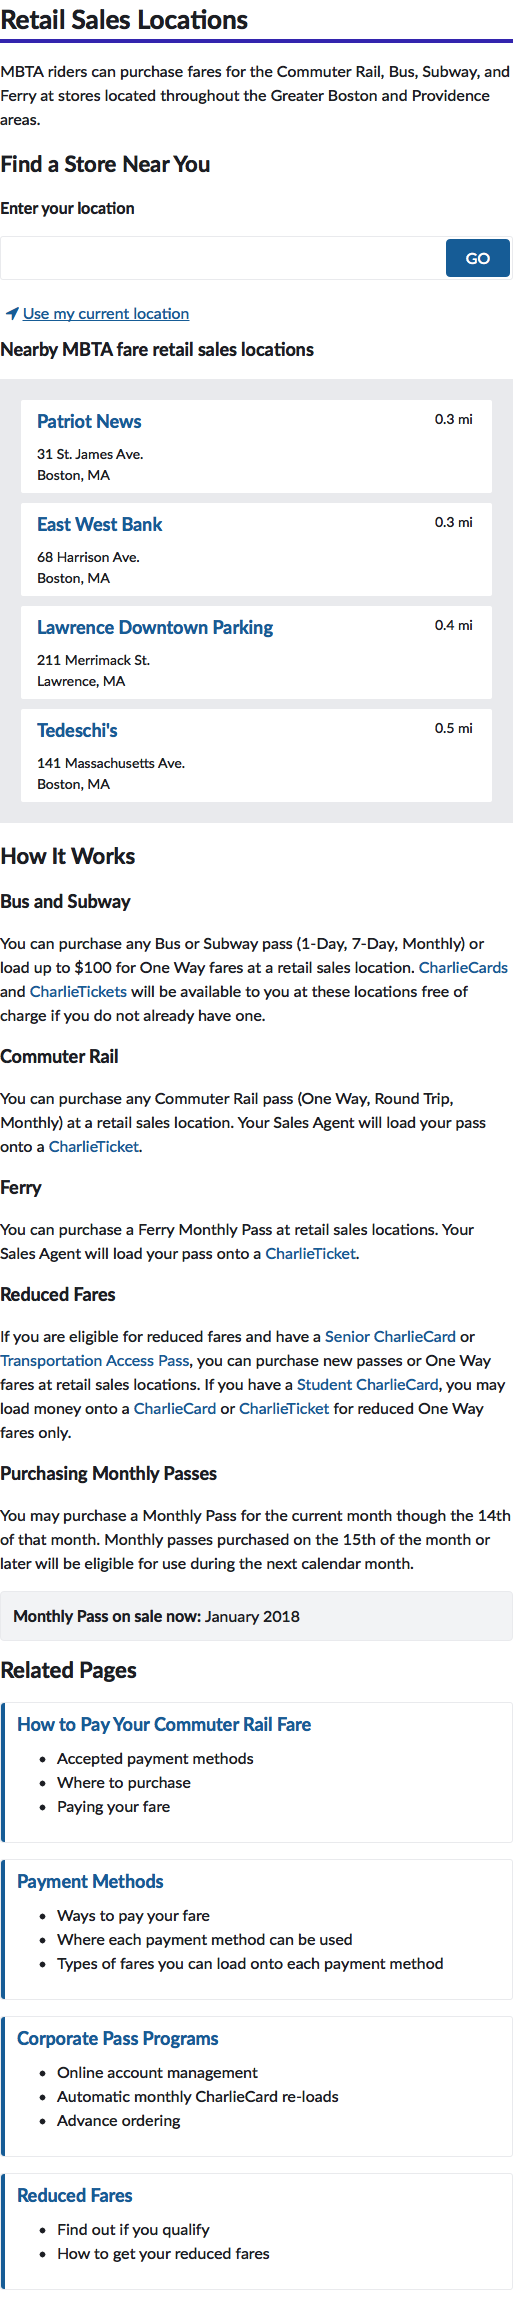 Retail Sales Locations
MBTA riders can purchase fares for the Commuter Rail, Bus, Subway, and
Ferry at stores located throughout the Greater Boston and Providence
areas.
Find a Store Near You
Enter your location
GO
Use my current location
Nearby MBTA fare retail sales locations
Patriot News 0.3 mi
31 St. James Ave.
Boston, MA
East West Bank 0.3 mi
68 Harrison Ave.
Boston, MA
Lawrence Downtown Parking 0.4 mi
211 Merrimack St.
Lawrence, MA
Tedeschi's 0.5 mi
141 Massachusetts Ave.
Boston, MA
How It Works
Bus and Subway
You can purchase any Bus or Subway pass (1-Day, 7-Day, Monthly) or
load up to $100 for One Way fares at a retail sales location. CharlieCards
and CharlieTickets will be available to you at these locations free of
charge if you do not already have one.
Commuter Rail
You can purchase any Commuter Rail pass (One Way, Round Trip,
Monthly) at a retail sales location. Your Sales Agent will load your pass
onto a CharlieTicket.
Ferry
You can purchase a Ferry Monthly Pass at retail sales locations. Your
Sales Agent will load your pass onto a CharlieTicket.
Reduced Fares
If you are eligible for reduced fares and have a Senior CharlieCard or
Transportation Access Pass, you can purchase new passes or One Way
fares at retail sales locations. If you have a Student CharlieCard, you may
load money onto a CharlieCard or CharlieTicket for reduced One Way
fares only.
Purchasing Monthly Passes
You may purchase a Monthly Pass for the current month though the 14th
of that month. Monthly passes purchased on the 15th of the month or
later will be eligible for use during the next calendar month.
Monthly Pass on sale now: January 2018
Related Pages
How to Pay Your Commuter Rail Fare
• Accepted payment methods
• Where to purchase
• Paying your fare
Payment Methods
• Ways to pay your fare
• Where each payment method can be used
• Types of fares you can load onto each payment method
Corporate Pass Programs
• Online account management
• Automatic monthly CharlieCard re-loads
• Advance ordering
Reduced Fares
• Find out if you qualify
• How to get your reduced fares